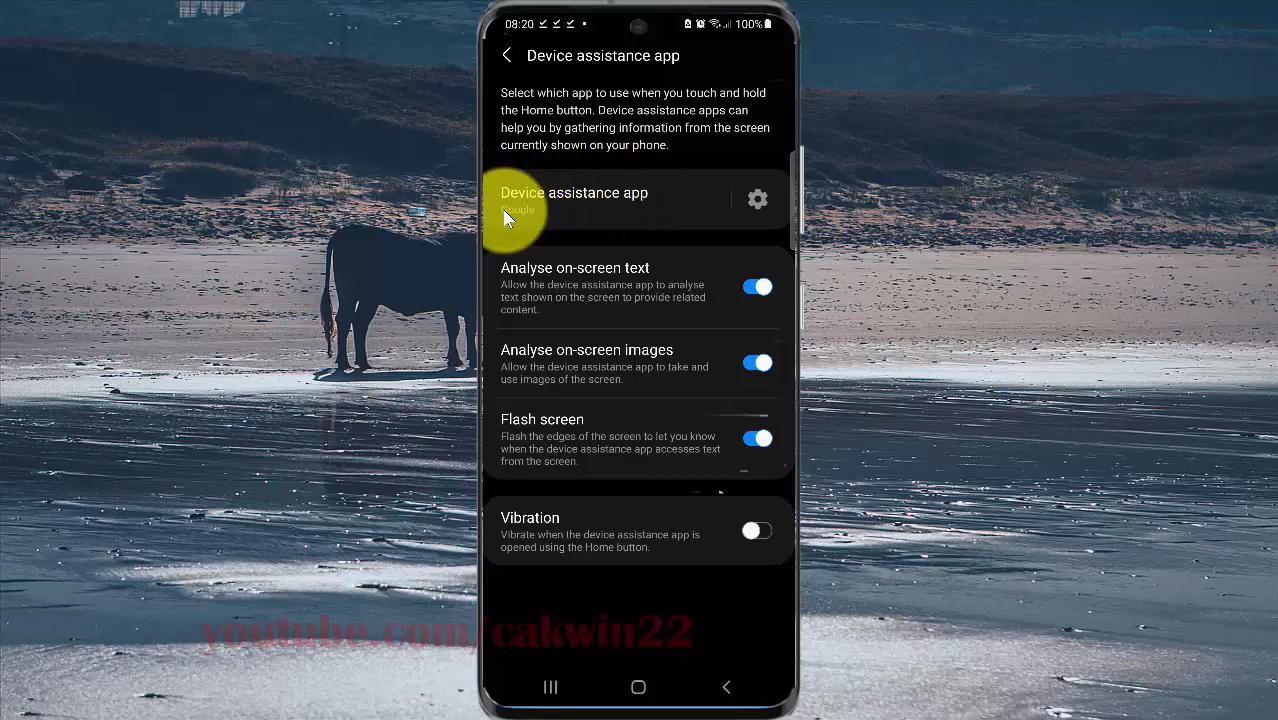 08:20
100%
Device assistance app
Select which app to use when you touch and hold
the Home button. Device assistance apps can
help you by gathering information from the screen
currently shown on your phone.
Device assistance app
Google
Analyse on-screen text
Allow the device assistance app to analyse
text shown on the screen to provide related
content.
Analyse on-screen images
Allow the device assistance app to take and
use images of the screen.
Flash screen
Flash the edges of the screen to let you know
when the device assistance app accesses text
from the screen.
Vibration
Vibrate when the device assistance app is
opened using the Home button.
youtube.com/cakwin22